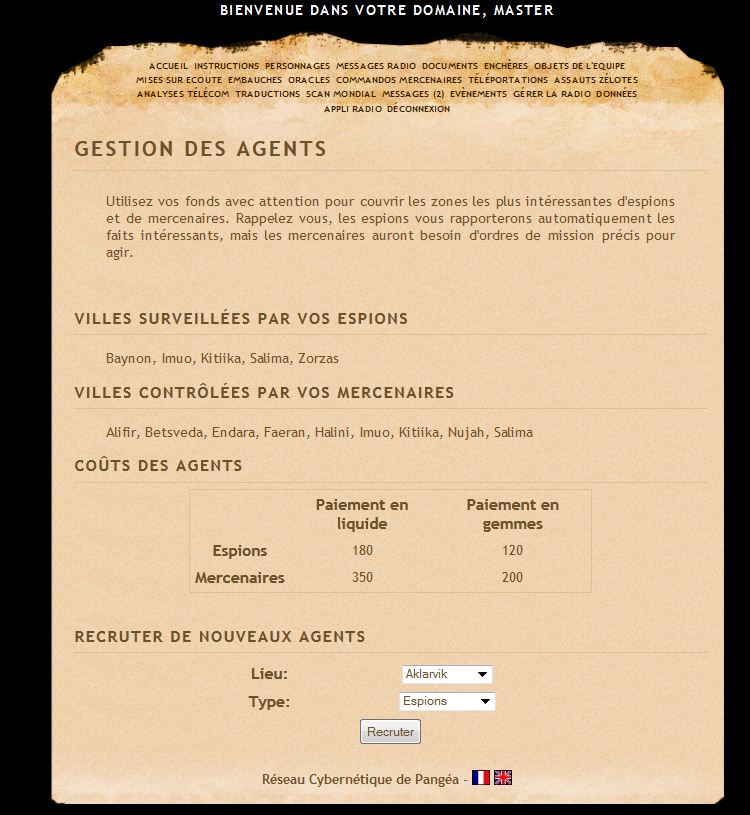 BIENVENUE DANS VOTRE DOMAINE, MASTER
ACCUEIL INSTRUCTIONS PERSONNAGES MESSAGES RADIO DOCUMENTS ENCHÈRES OBJETS DE L'EQUIPE
MISES SUR ECOUTE EMBAUCHES ORACLES COMMANDOS MERCENAIRES TÉLÉPORTATIONS ASSAUTS ZÉLOTES
ANALYSES TÉLÉCOM TRADUCTIONS SCAN MONDIAL MESSAGES (2) EVÈNEMENTS GÉRER LA RADIO DONNÉES
APPLI RADIO DÉCONNEXION
GESTION DES AGENTS
Utilisez vos fonds avec attention pour couvrir les zones les plus intéressantes d'espions
et de mercenaires. Rappelez vous, les espions vous rapporterons automatiquement les
faits intéressants, mais les mercenaires auront besoin d'ordres de mission précis pour
agir.
VILLES SURVEILLÉES PAR VOS ESPIONS
Baynon, Imuo, Kitiika, Salima, Zorzas
VILLES CONTRÔLÉES PAR VOS MERCENAIRES
Alifir, Betsveda, Endara, Faeran, Halini, Imuo, Kitiika, Nujah, Salima
COÛTS DES AGENTS
Paiement en liquide Paiement en gemmes
Espions 180 120
Mercenaires 350 200
RECRUTER DE NOUVEAUX AGENTS
Lieu: Aklarvik
Type: Espions
Recruter
Réseau Cybernétique de Pangéa -